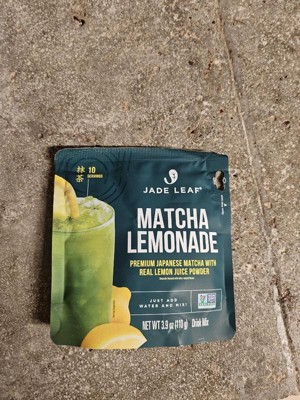 抹茶
10
SERVINGS
JADE LEAF®
MATCHA
LEMONADE
PREMIUM JAPANESE MATCHA WITH
REAL LEMON JUICE POWDER
JUST ADD
WATER AND MIX!
NET WT 3.9 oz (110g) Drink Mix